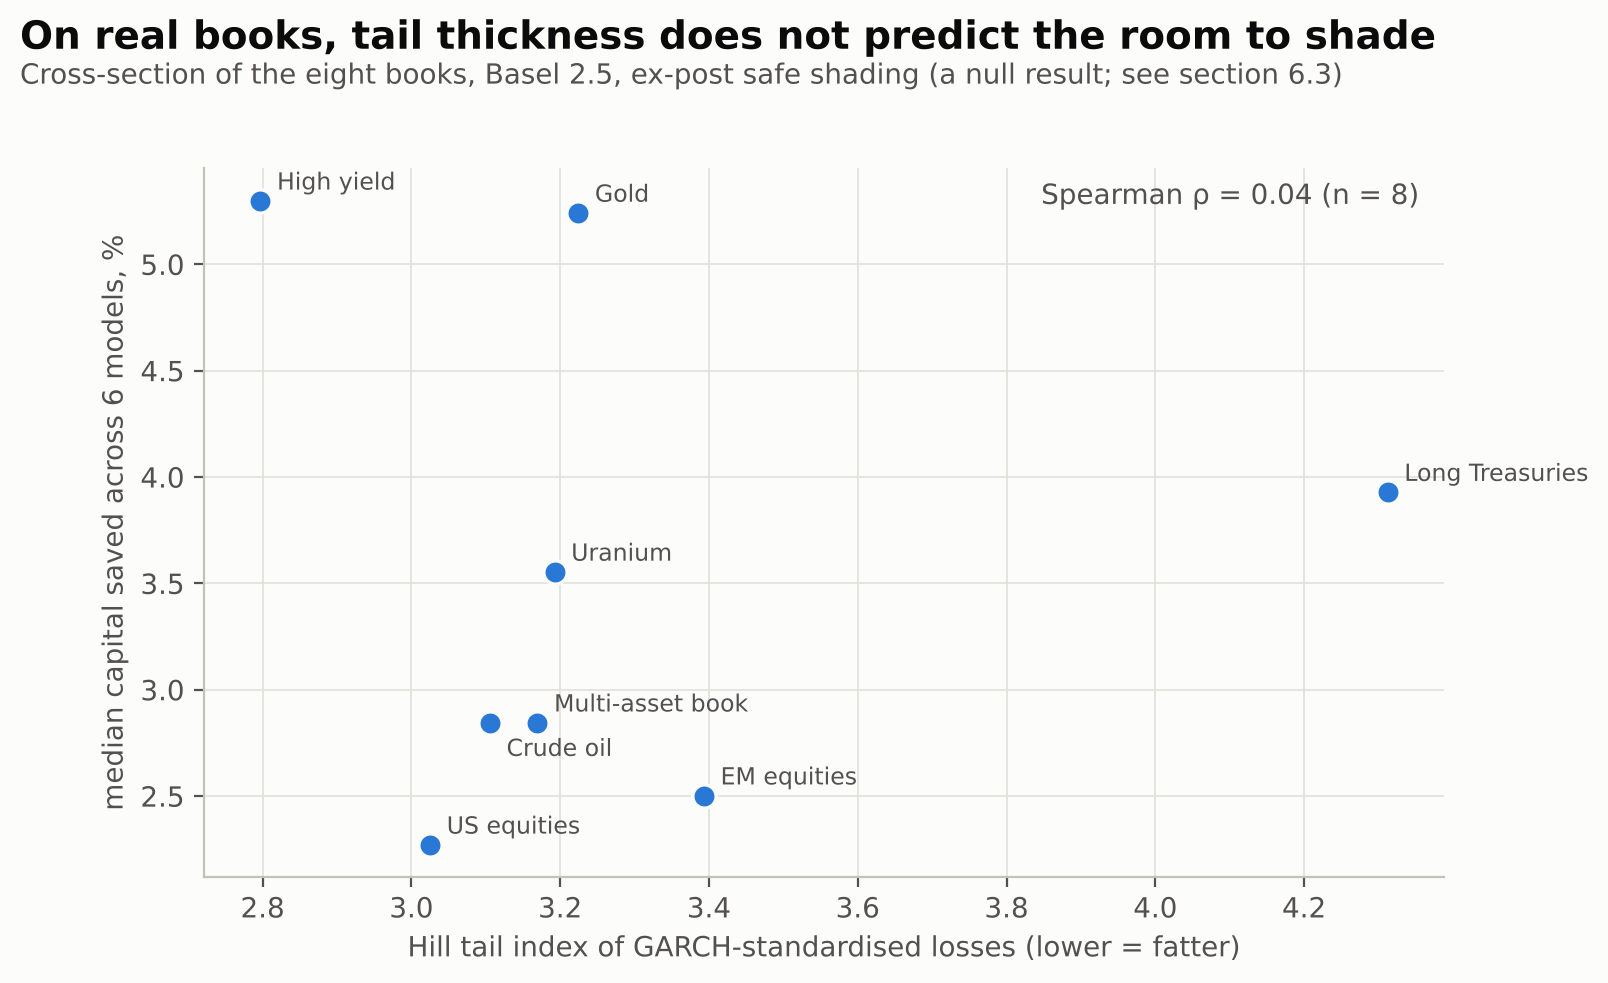 On real books, tail thickness does not predict the room to shade
Cross-section of the eight books, Basel 2.5, ex-post safe shading (a null result; see section 6.3)
High yield
Gold
Spearman ρ = 0.04 (n = 8)
Long Treasuries
Uranium
Multi-asset book
Crude oil
EM equities
US equities
median capital saved across 6 models, %
5.0
4.5
4.0
3.5
3.0
2.5
2.8 3.0 3.2 3.4 3.6 3.8 4.0 4.2
Hill tail index of GARCH-standardised losses (lower = fatter)